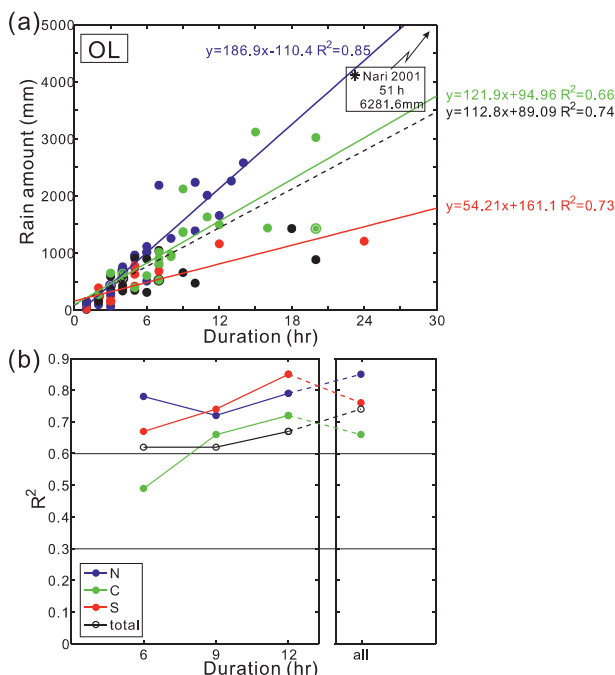 (a)
OL
Rain amount (mm)
5000
4000
3000
2000
1000
0
0 6 12 18 24 30
Duration (hr)
y=186.9x-110.4 R²=0.85
* Nari 2001
51 h
6281.6mm
y=121.9x+94.96 R²=0.66
y=112.8x+89.09 R²=0.74
y=54.21x+161.1 R²=0.73
(b)
R²
0.9
0.8
0.7
0.6
0.5
0.4
0.3
0.2
0.1
0
N
C
S
total
6 9 12 all
Duration (hr)